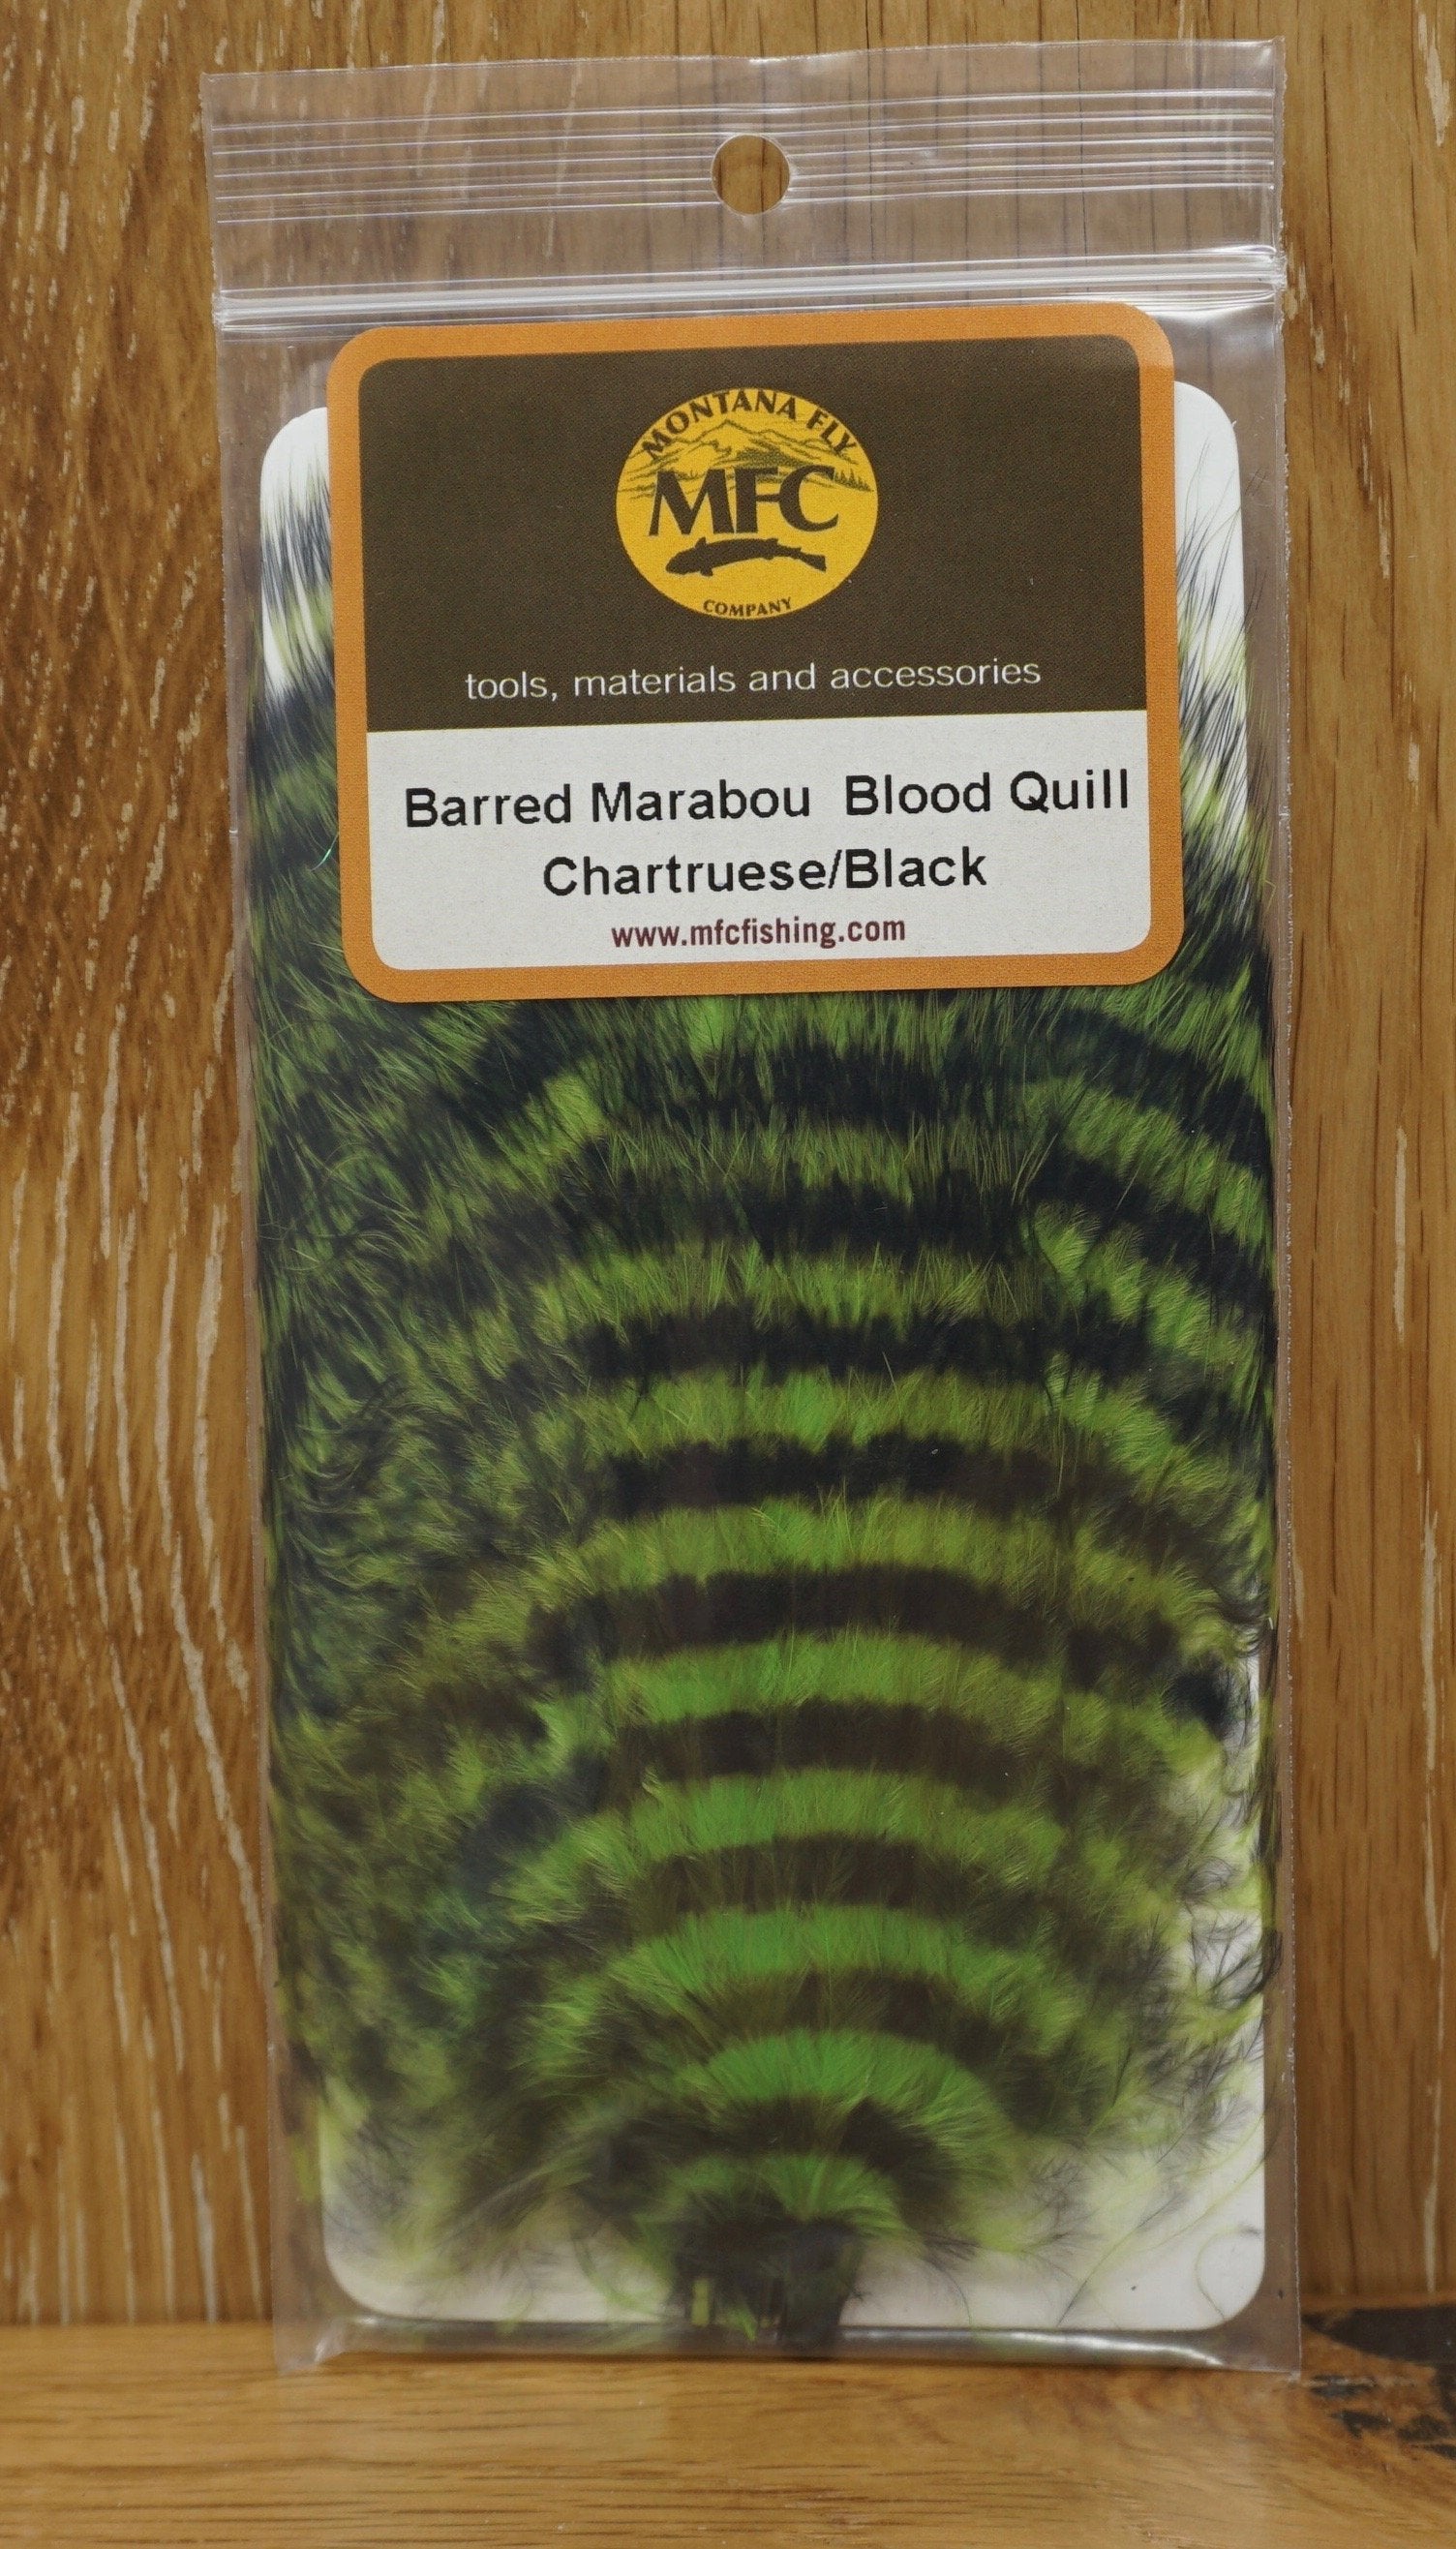 MONTANA FLY
MFC
COMPANY
tools, materials and accessories
Barred Marabou Blood Quill
Chartruese/Black
www.mfcfishing.com